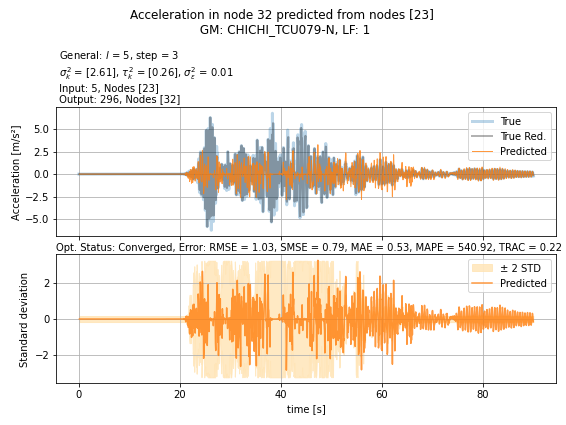 Acceleration in node 32 predicted from nodes [23]
GM: CHICHI_TCU079-N, LF: 1
General: l = 5, step = 3
σ_k^2 = [2.61], τ_k^2 = [0.26], σ_ε^2 = 0.01
Input: 5, Nodes [23]
Output: 296, Nodes [32]
Acceleration [m/s²]
5.0
2.5
0.0
−2.5
−5.0
True
True Red.
Predicted
Opt. Status: Converged, Error: RMSE = 1.03, SMSE = 0.79, MAE = 0.53, MAPE = 540.92, TRAC = 0.22
Standard deviation
2
0
−2
± 2 STD
Predicted
0
20
40
60
80
time [s]